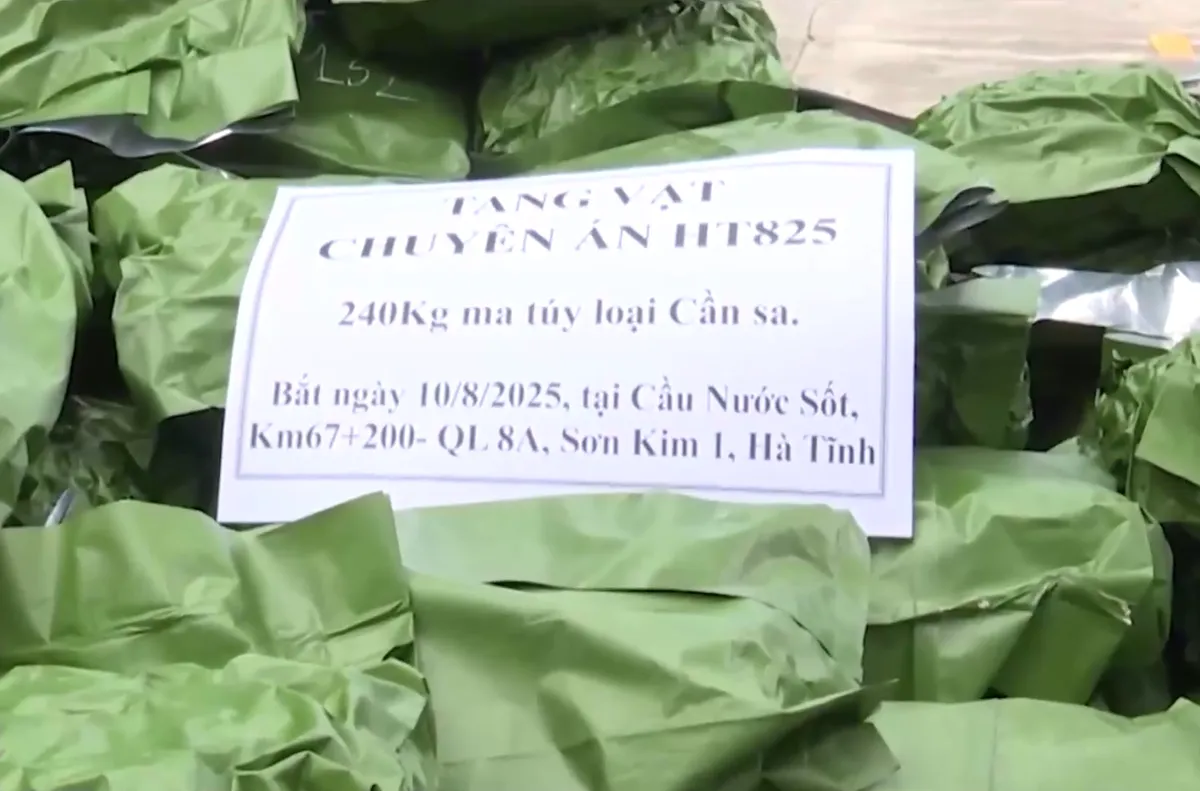 152
TANG VẬT
CHUYÊN ÁN HT825
240Kg ma túy loại Cần sa.
Bắt ngày 10/8/2025, tại Cầu Nước Sốt,
Km67+200- QL 8A, Sơn Kim 1, Hà Tĩnh